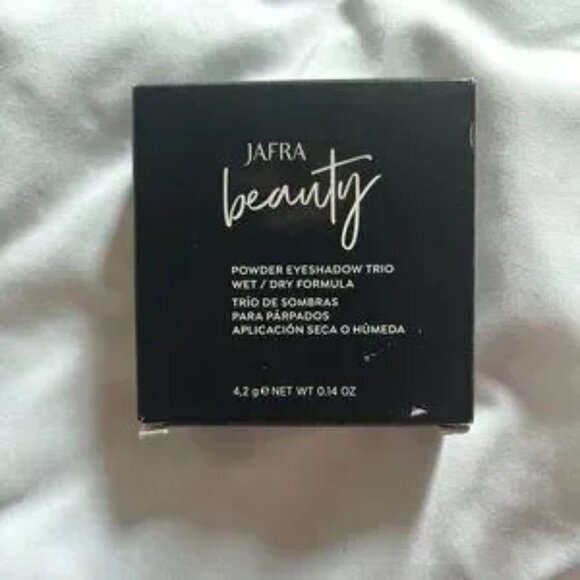 JAFRA
beauty
POWDER EYESHADOW TRIO
WET / DRY FORMULA
TRÍO DE SOMBRAS
PARA PÁRPADOS
APLICACIÓN SECA O HÚMEDA
4,2 g ℮ NET WT 0.14 OZ